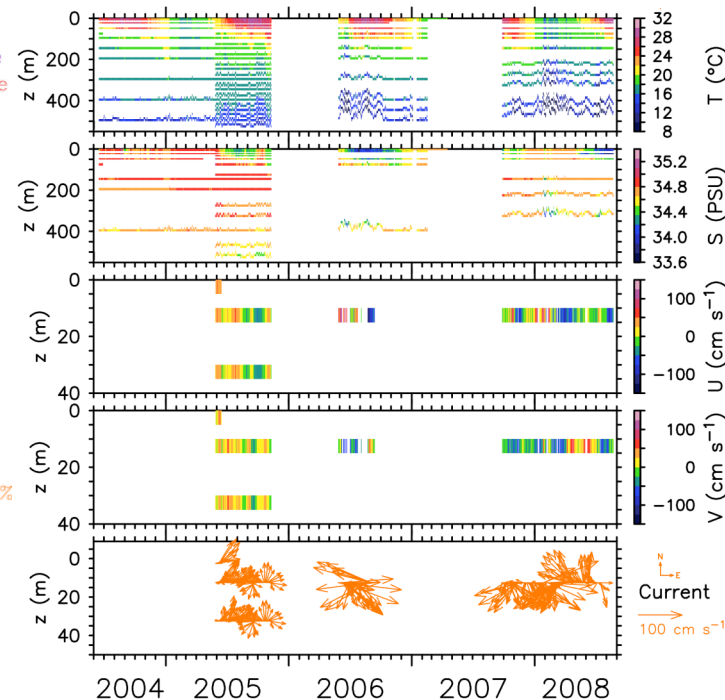 0
200
400
z (m)
32
28
24
20
16
12
8
T (°C)
0
200
400
z (m)
35.2
34.8
34.4
34.0
33.6
S (PSU)
0
20
40
z (m)
100
0
−100
U (cm s⁻¹)
0
20
40
z (m)
100
0
−100
V (cm s⁻¹)
0
20
40
z (m)
N
E
Current
100 cm s⁻¹
2004 2005 2006 2007 2008
%